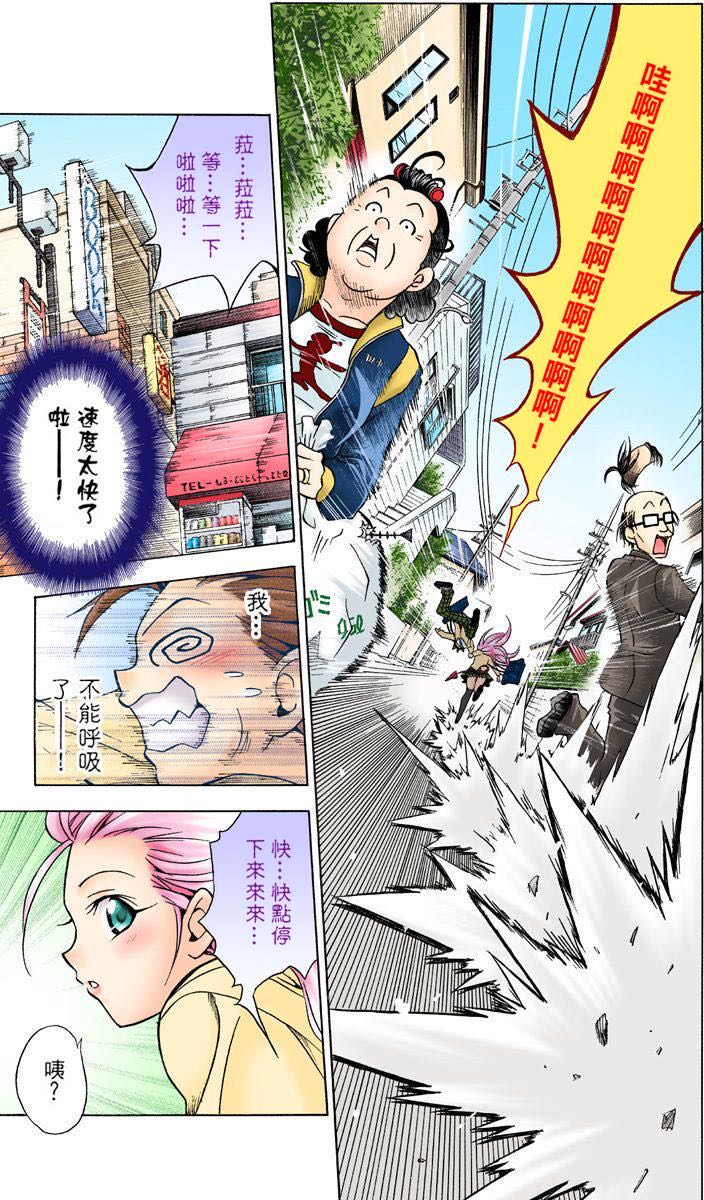 哇啊啊啊啊啊啊啊啊啊啊啊！
ゴミ
菈…菈菈…
等…等一下
啦啦啦…
速度太快了
啦——！
TEL-
我…
不能呼吸
了——！
快…快點停
下來來來…
咦？